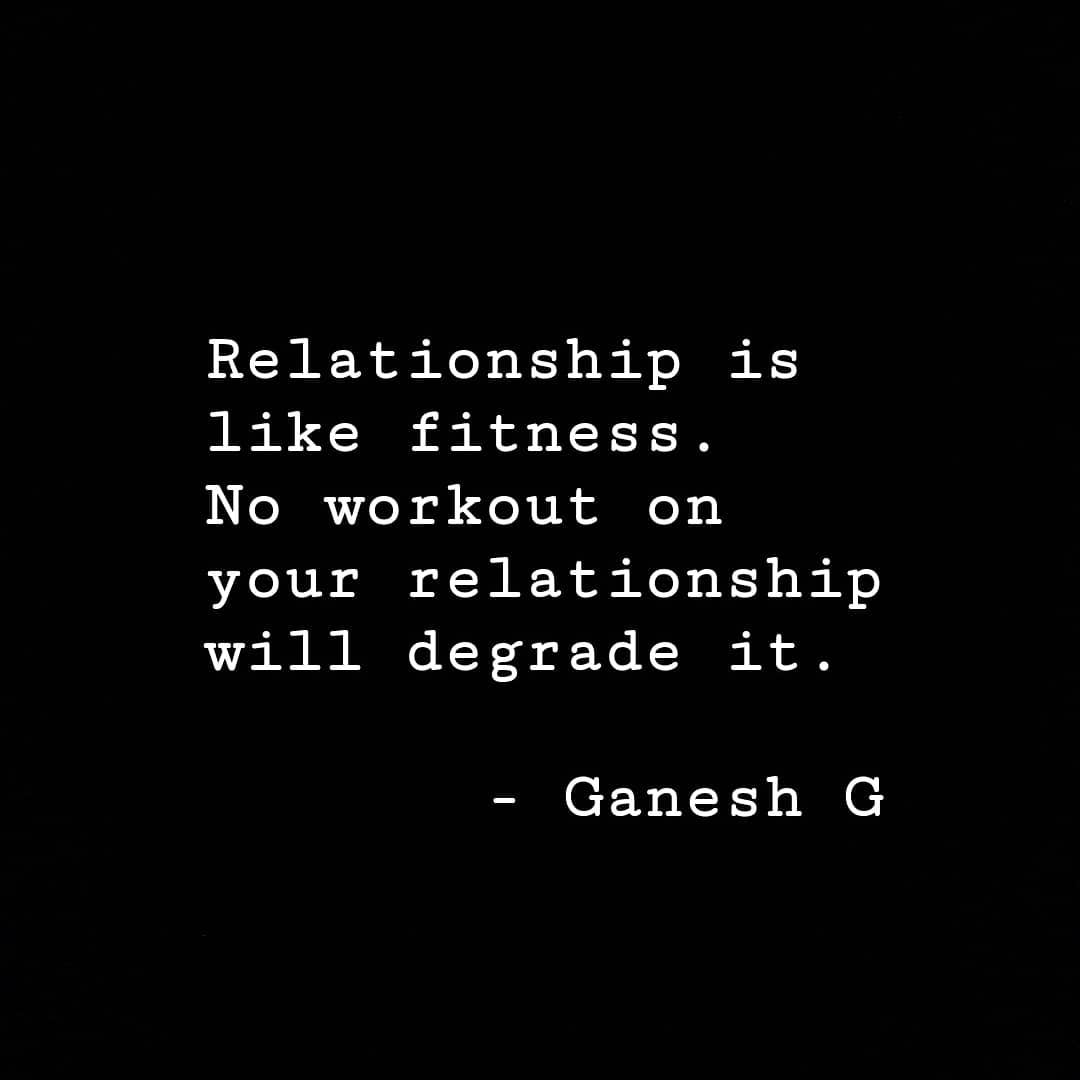 Relationship is
like fitness.
No workout on
your relationship
will degrade it.
- Ganesh G